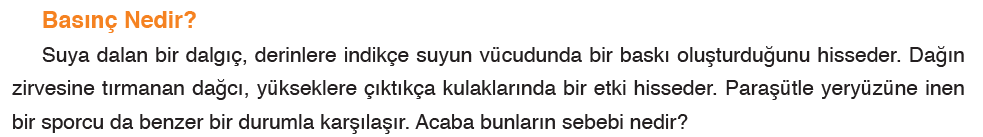 Basınç Nedir?
Suya dalan bir dalgıç, derinlere indikçe suyun vücudunda bir baskı oluşturduğunu hisseder. Dağın
zirvesine tırmanan dağcı, yükseklere çıktıkça kulaklarında bir etki hisseder. Paraşütle yeryüzüne inen
bir sporcu da benzer bir durumla karşılaşır. Acaba bunların sebebi nedir?